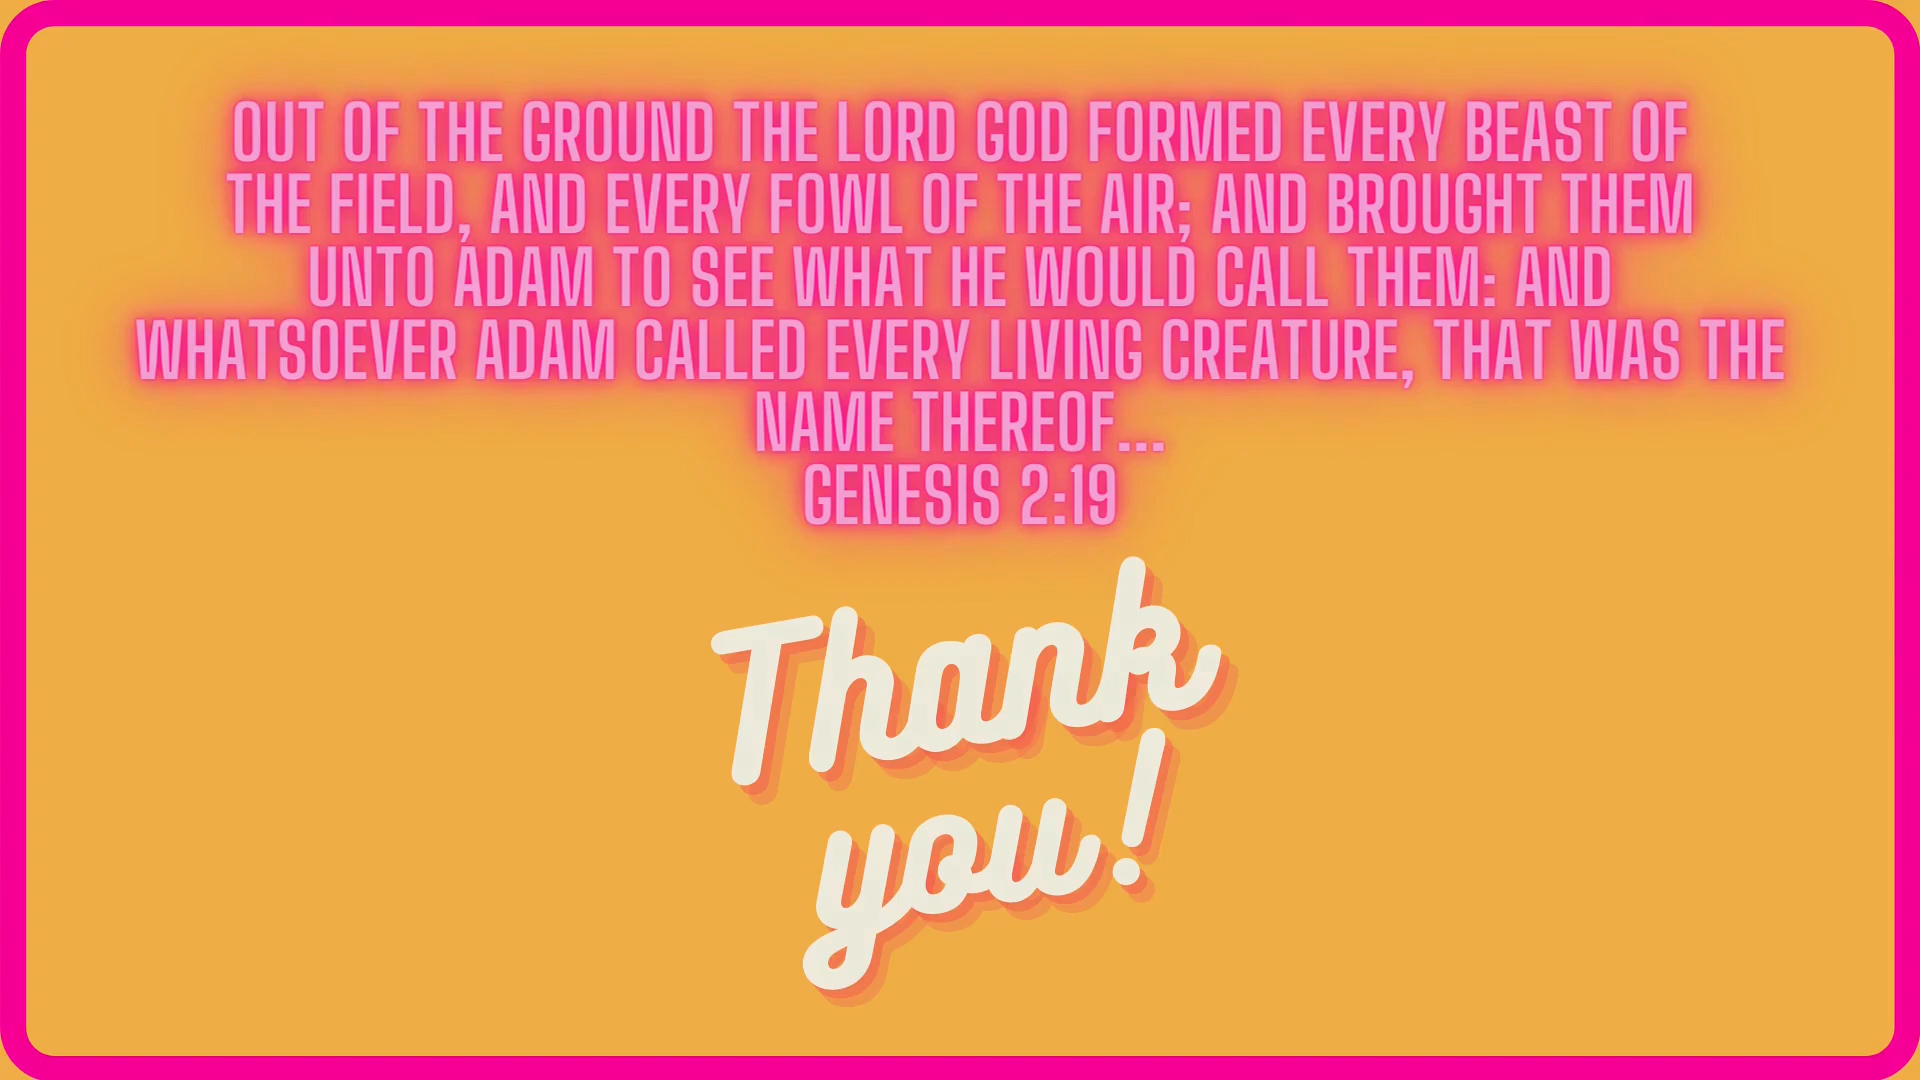 OUT OF THE GROUND THE LORD GOD FORMED EVERY BEAST OF
THE FIELD, AND EVERY FOWL OF THE AIR; AND BROUGHT THEM
UNTO ADAM TO SEE WHAT HE WOULD CALL THEM: AND
WHATSOEVER ADAM CALLED EVERY LIVING CREATURE, THAT WAS THE
NAME THEREOF...
GENESIS 2:19
Thank
you!